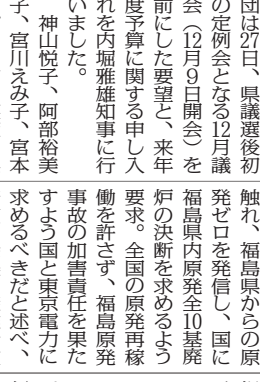 団は27日、県議選後初
の定例会となる12月議
会（12月9日開会）を
前にした要望と、来年
度予算に関する申し入
れを内堀雅雄知事に行
いました。
神山悦子、阿部裕美
子、宮川えみ子、宮本
触れ、福島県からの原
発ゼロを発信し、国に
福島県内原発全10基廃
炉の決断を求めるよう
要求。全国の原発再稼
働を許さず、福島原発
事故の加害責任を果た
すよう国と東京電力に
求めるべきだと述べ、